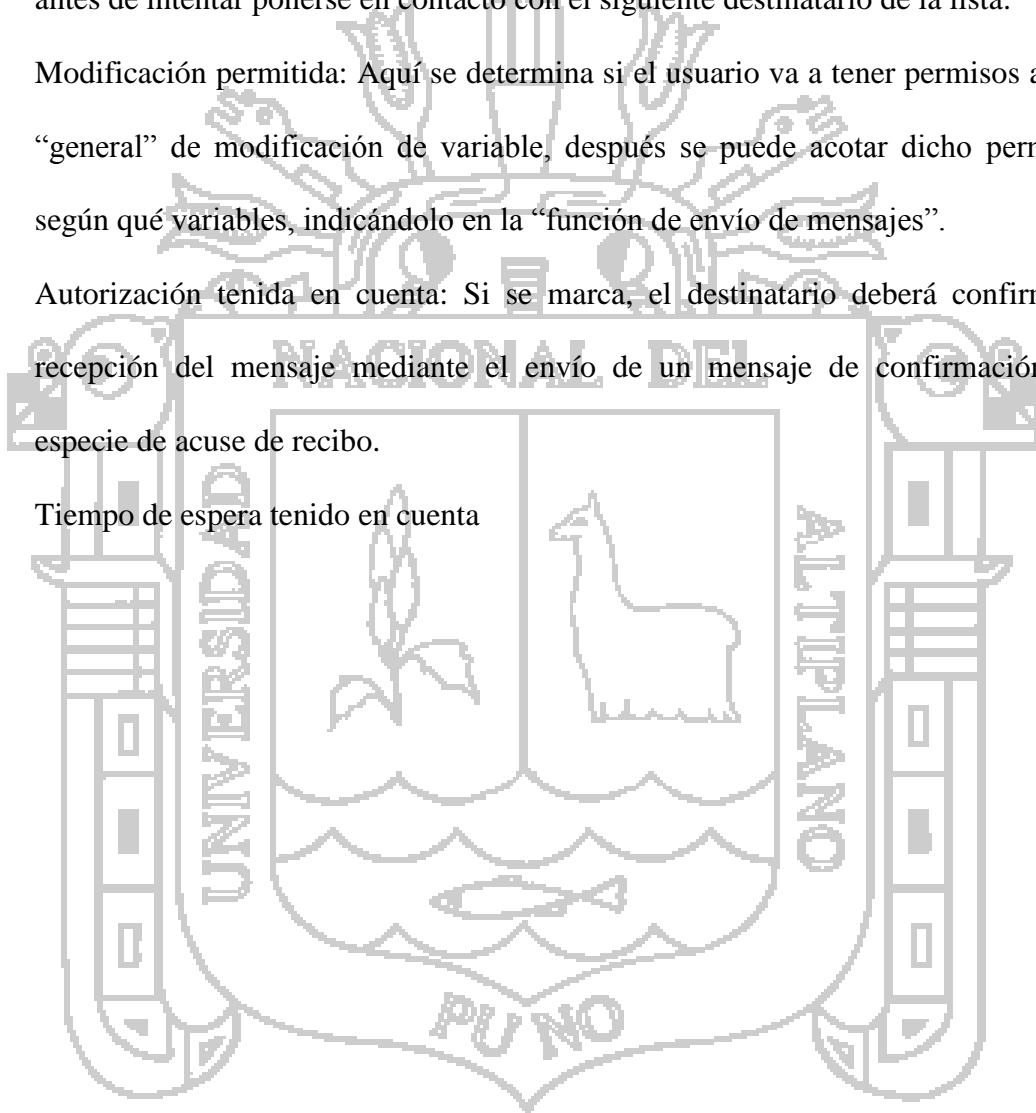 antes de intentar ponerse en contacto con el siguiente destinatario de la lista.
Modificación permitida: Aquí se determina si el usuario va a tener permisos a
“general” de modificación de variable, después se puede acotar dicho
según qué variables, indicándolo en la “función de envío de mensajes”.
Autorización tenida en cuenta: Si se marca, el destinatario deberá
recepción del mensaje mediante el envío de un mensaje de confirmación
especie de acuse de recibo.
Tiempo de espera tenido en cuenta
NACIONAL DEL
UNIVERSIDAD
ALTIPLANO
PUNO